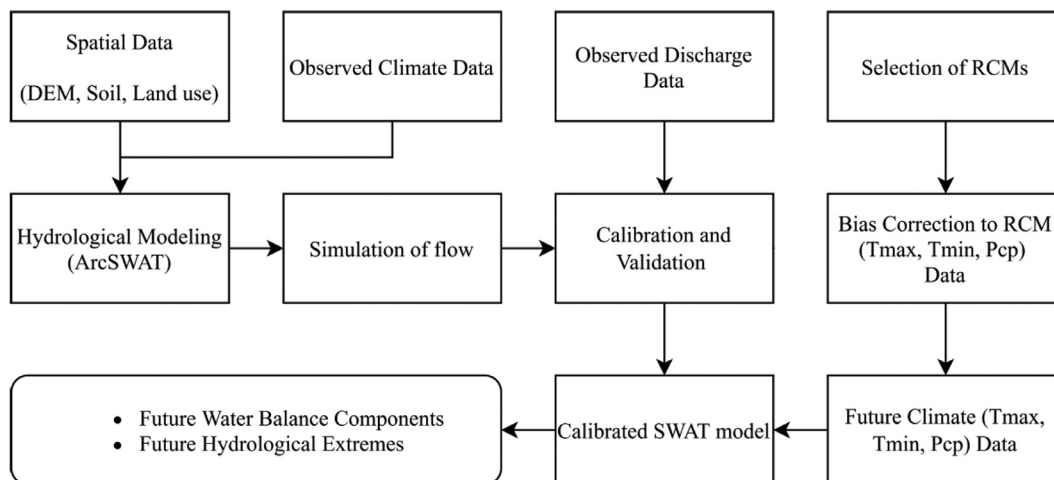 Spatial Data
(DEM, Soil, Land use)
Observed Climate Data
Observed Discharge
Data
Selection of RCMs
Hydrological Modeling
(ArcSWAT)
Simulation of flow
Calibration and
Validation
Bias Correction to RCM
(Tmax, Tmin, Pcp)
Data
• Future Water Balance Components
• Future Hydrological Extremes
Calibrated SWAT model
Future Climate (Tmax,
Tmin, Pcp) Data